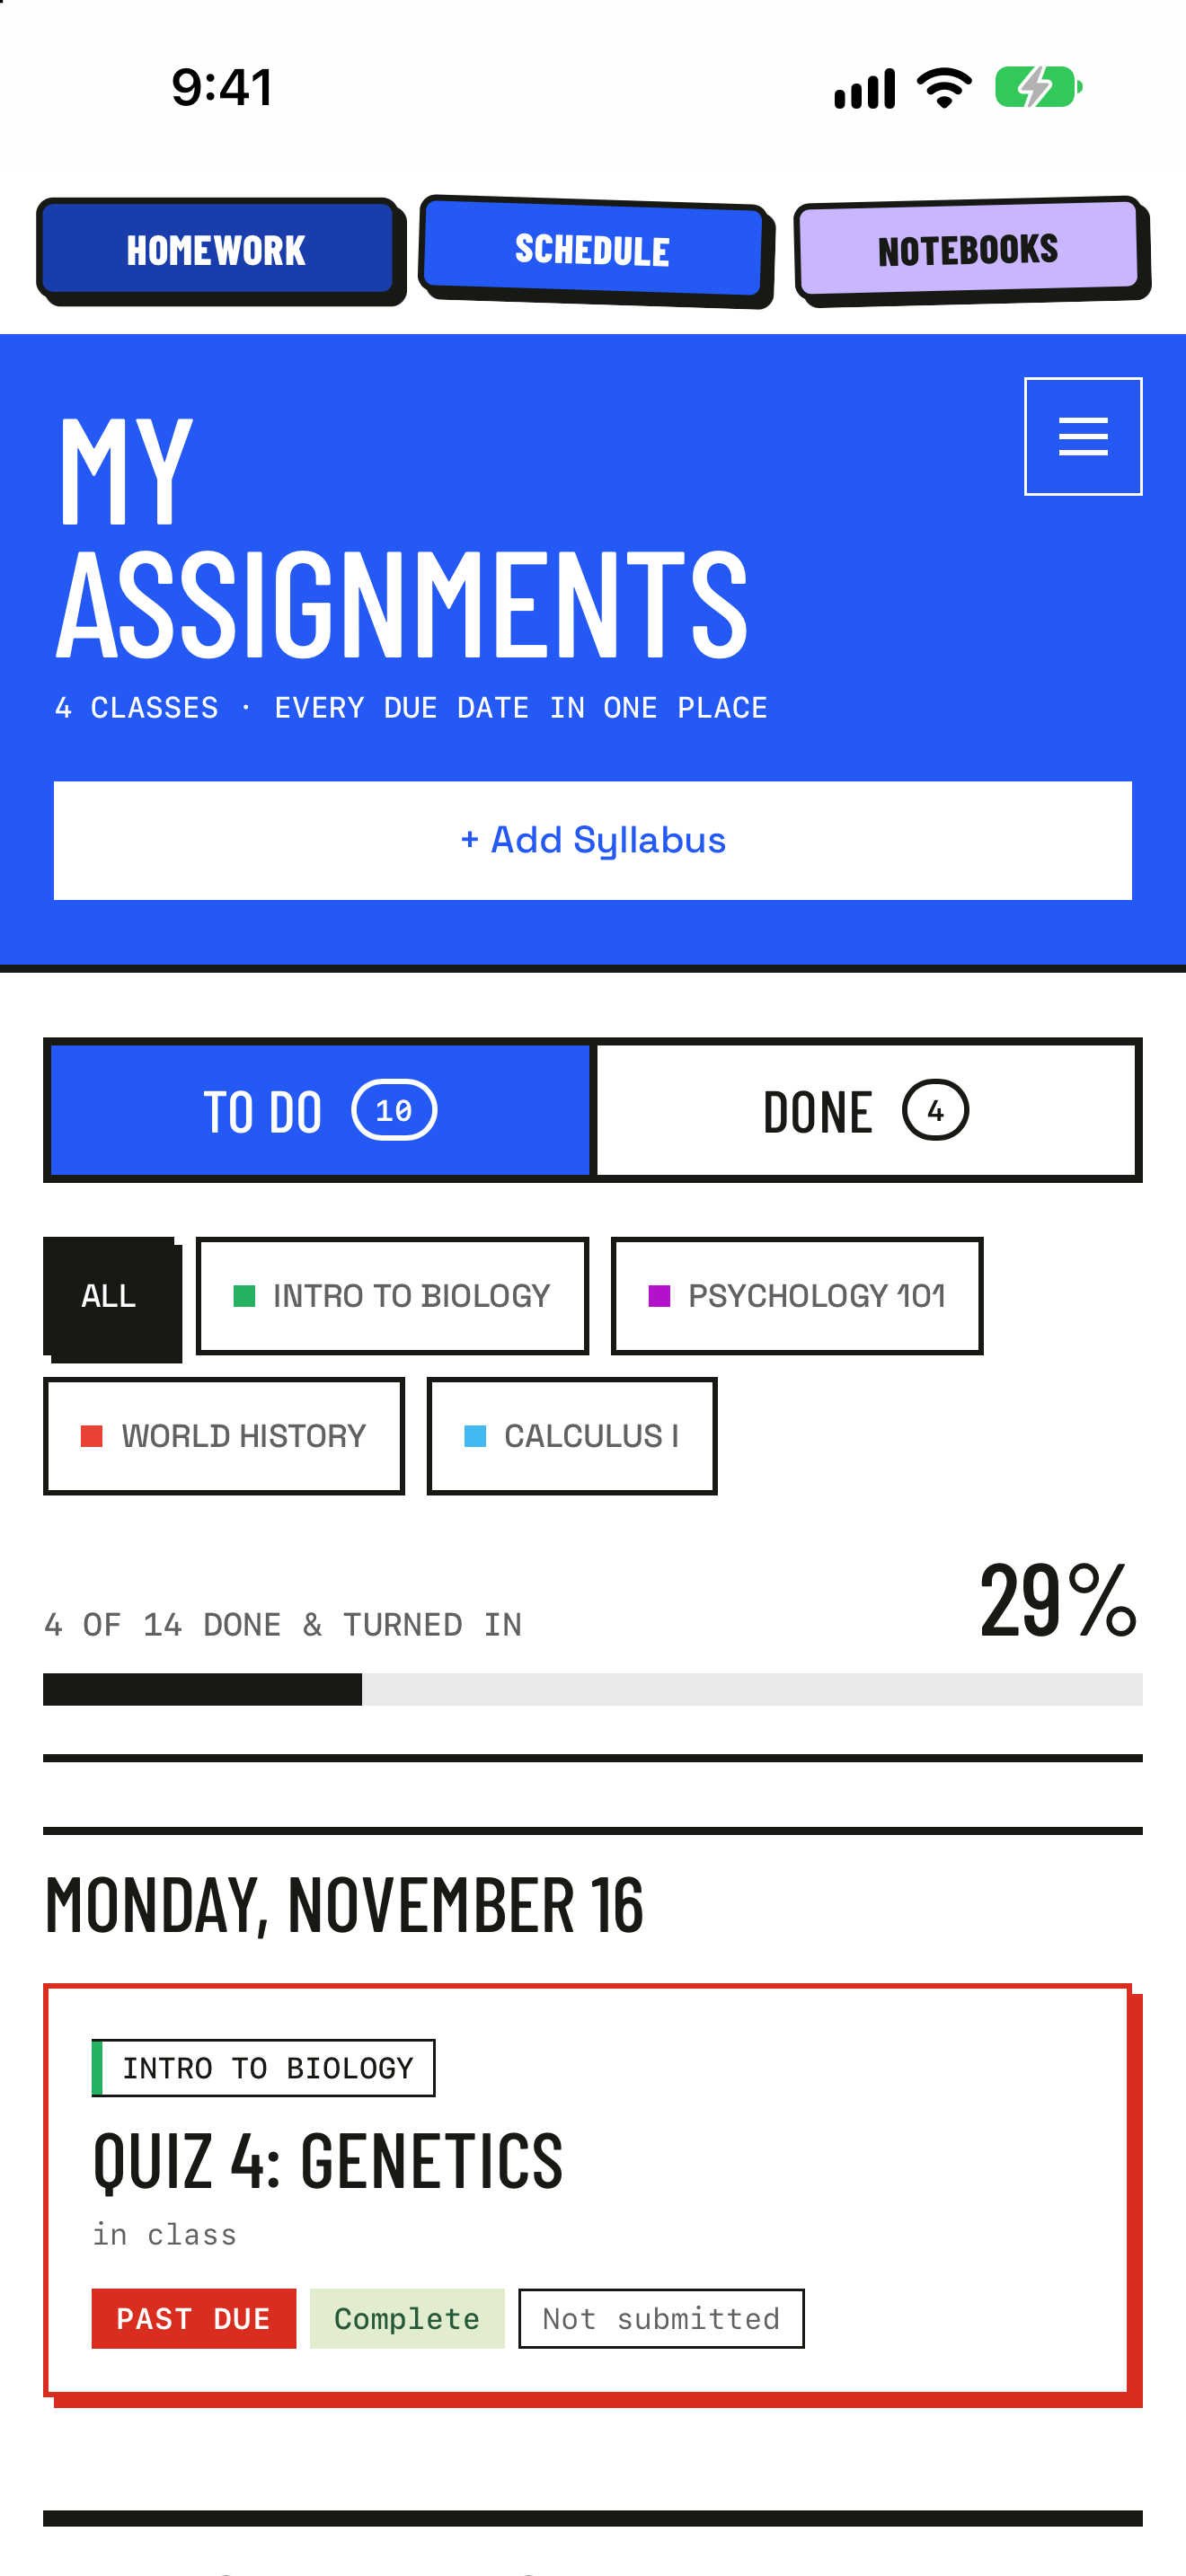 9:41
HOMEWORK SCHEDULE NOTEBOOKS
MY
ASSIGNMENTS
4 CLASSES · EVERY DUE DATE IN ONE PLACE
+ Add Syllabus
TO DO 10 DONE 4
ALL INTRO TO BIOLOGY PSYCHOLOGY 101
WORLD HISTORY CALCULUS I
4 OF 14 DONE & TURNED IN 29%
MONDAY, NOVEMBER 16
INTRO TO BIOLOGY
QUIZ 4: GENETICS
in class
PAST DUE Complete Not submitted